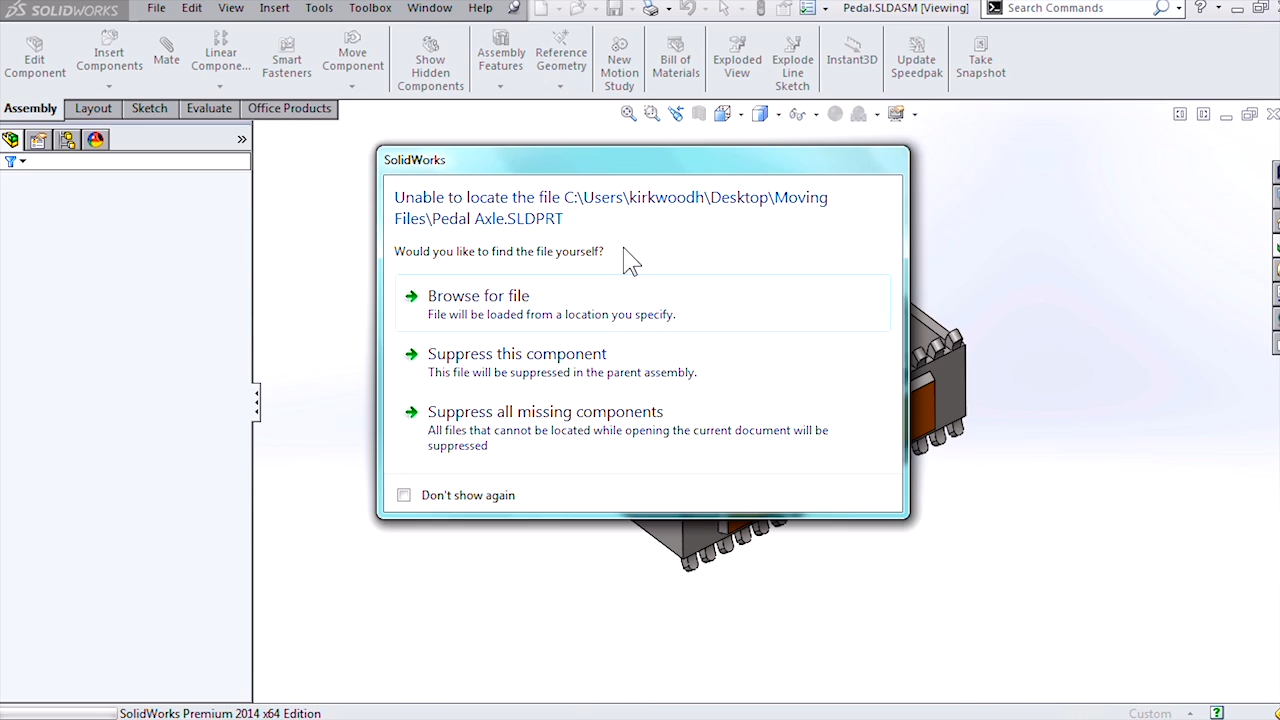 SOLIDWORKS File Edit View Insert Tools Toolbox Window Help Pedal.SLDASM [Viewing] Search Commands
Edit Component
Insert Components
Mate
Linear Compone...
Smart Fasteners
Move Component
Show Hidden Components
Assembly Features
Reference Geometry
New Motion Study
Bill of Materials
Exploded View
Explode Line Sketch
Instant3D
Update Speedpak
Take Snapshot
Assembly Layout Sketch Evaluate Office Products
SolidWorks
Unable to locate the file C:\Users\kirkwoodh\Desktop\Moving
Files\Pedal Axle.SLDPRT
Would you like to find the file yourself?
Browse for file
File will be loaded from a location you specify.
Suppress this component
This file will be suppressed in the parent assembly.
Suppress all missing components
All files that cannot be located while opening the current document will be
suppressed
Don't show again
SolidWorks Premium 2014 x64 Edition Custom